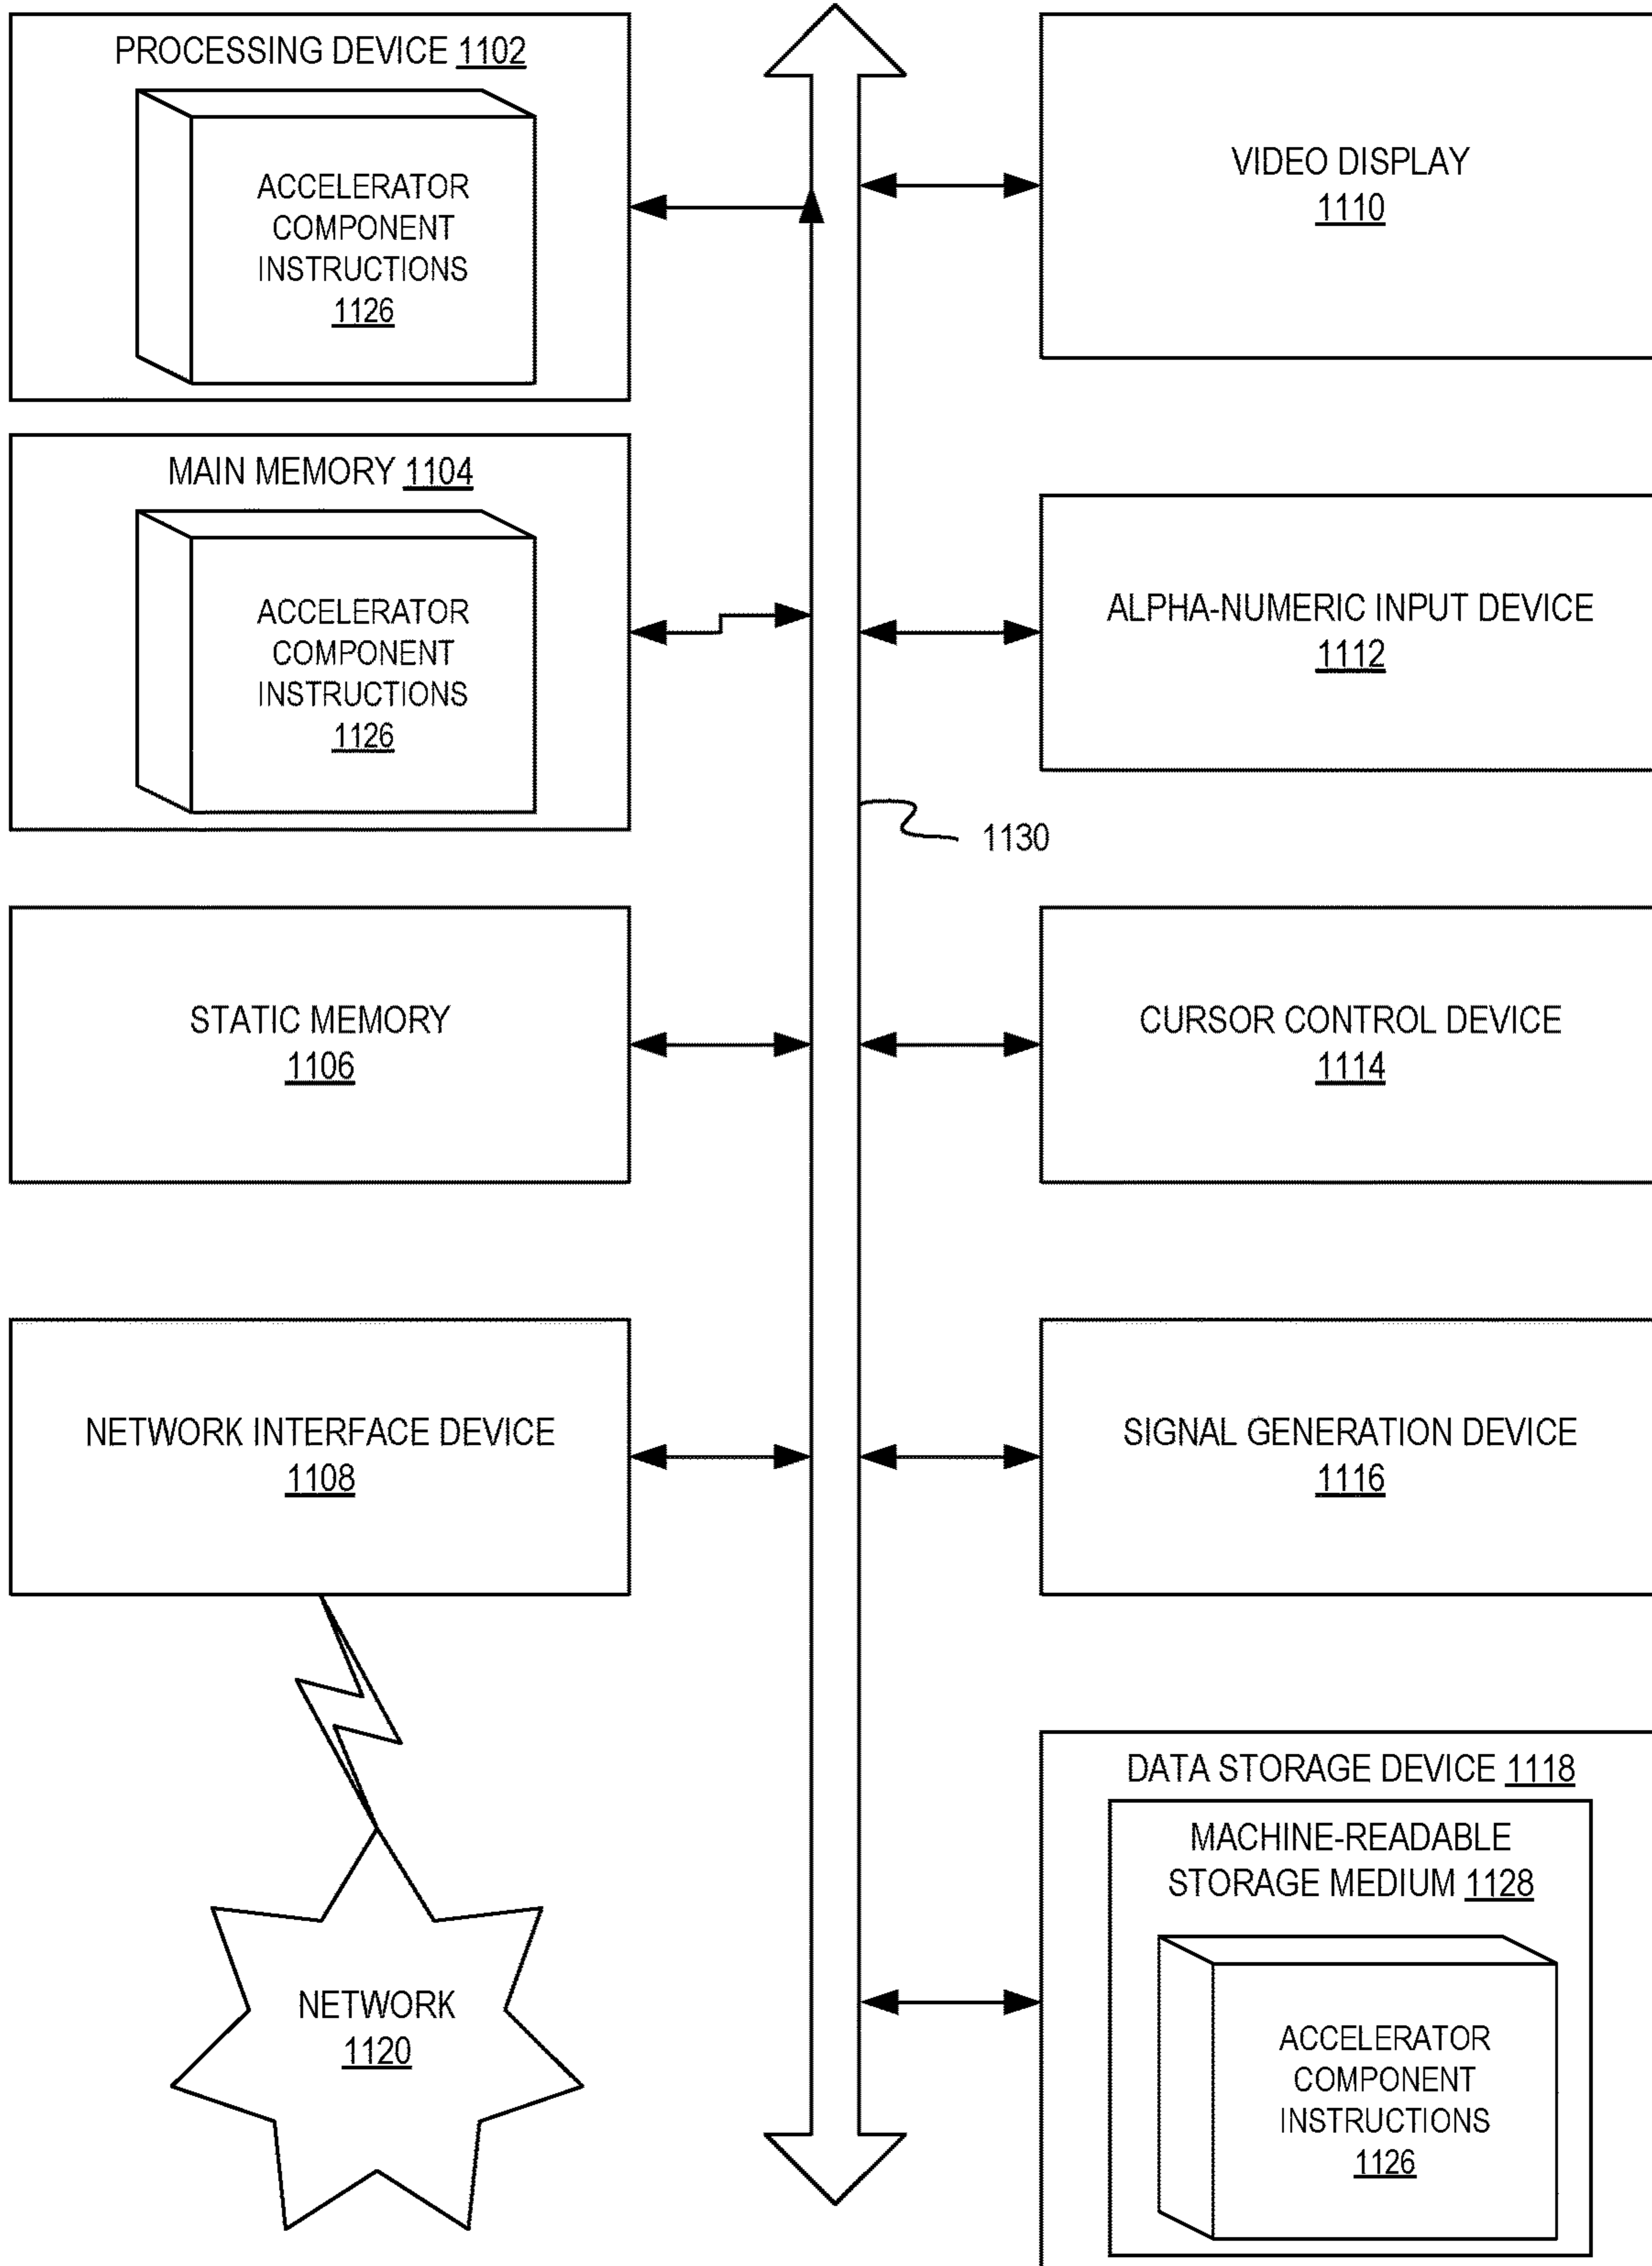 PROCESSING DEVICE 1102
ACCELERATOR
COMPONENT
INSTRUCTIONS
1126
MAIN MEMORY 1104
ACCELERATOR
COMPONENT
INSTRUCTIONS
1126
STATIC MEMORY
1106
NETWORK INTERFACE DEVICE
1108
NETWORK
1120
1130
VIDEO DISPLAY
1110
ALPHA-NUMERIC INPUT DEVICE
1112
CURSOR CONTROL DEVICE
1114
SIGNAL GENERATION DEVICE
1116
DATA STORAGE DEVICE 1118
MACHINE-READABLE
STORAGE MEDIUM 1128
ACCELERATOR
COMPONENT
INSTRUCTIONS
1126